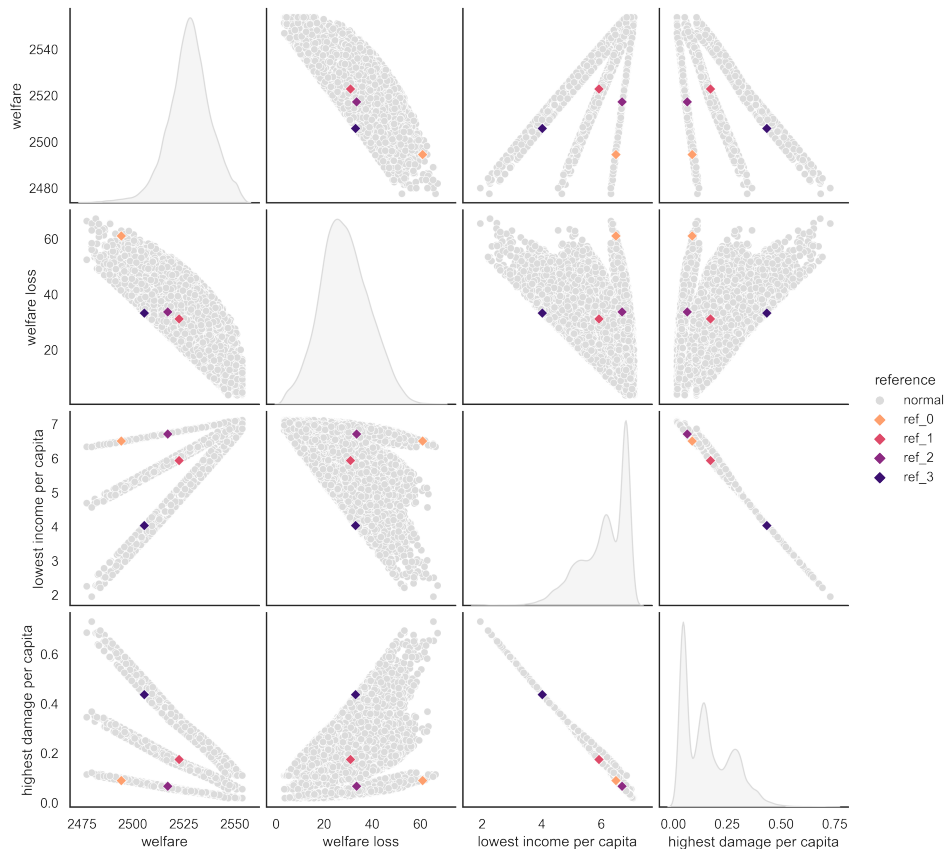 welfare
2540
2520
2500
2480
welfare loss
60
40
20
lowest income per capita
7
6
5
4
3
2
highest damage per capita
0.6
0.4
0.2
0.0
2475 2500 2525 2550
0 20 40 60
2 4 6
0.00 0.25 0.50 0.75
welfare
welfare loss
lowest income per capita
highest damage per capita
reference
normal
ref_0
ref_1
ref_2
ref_3